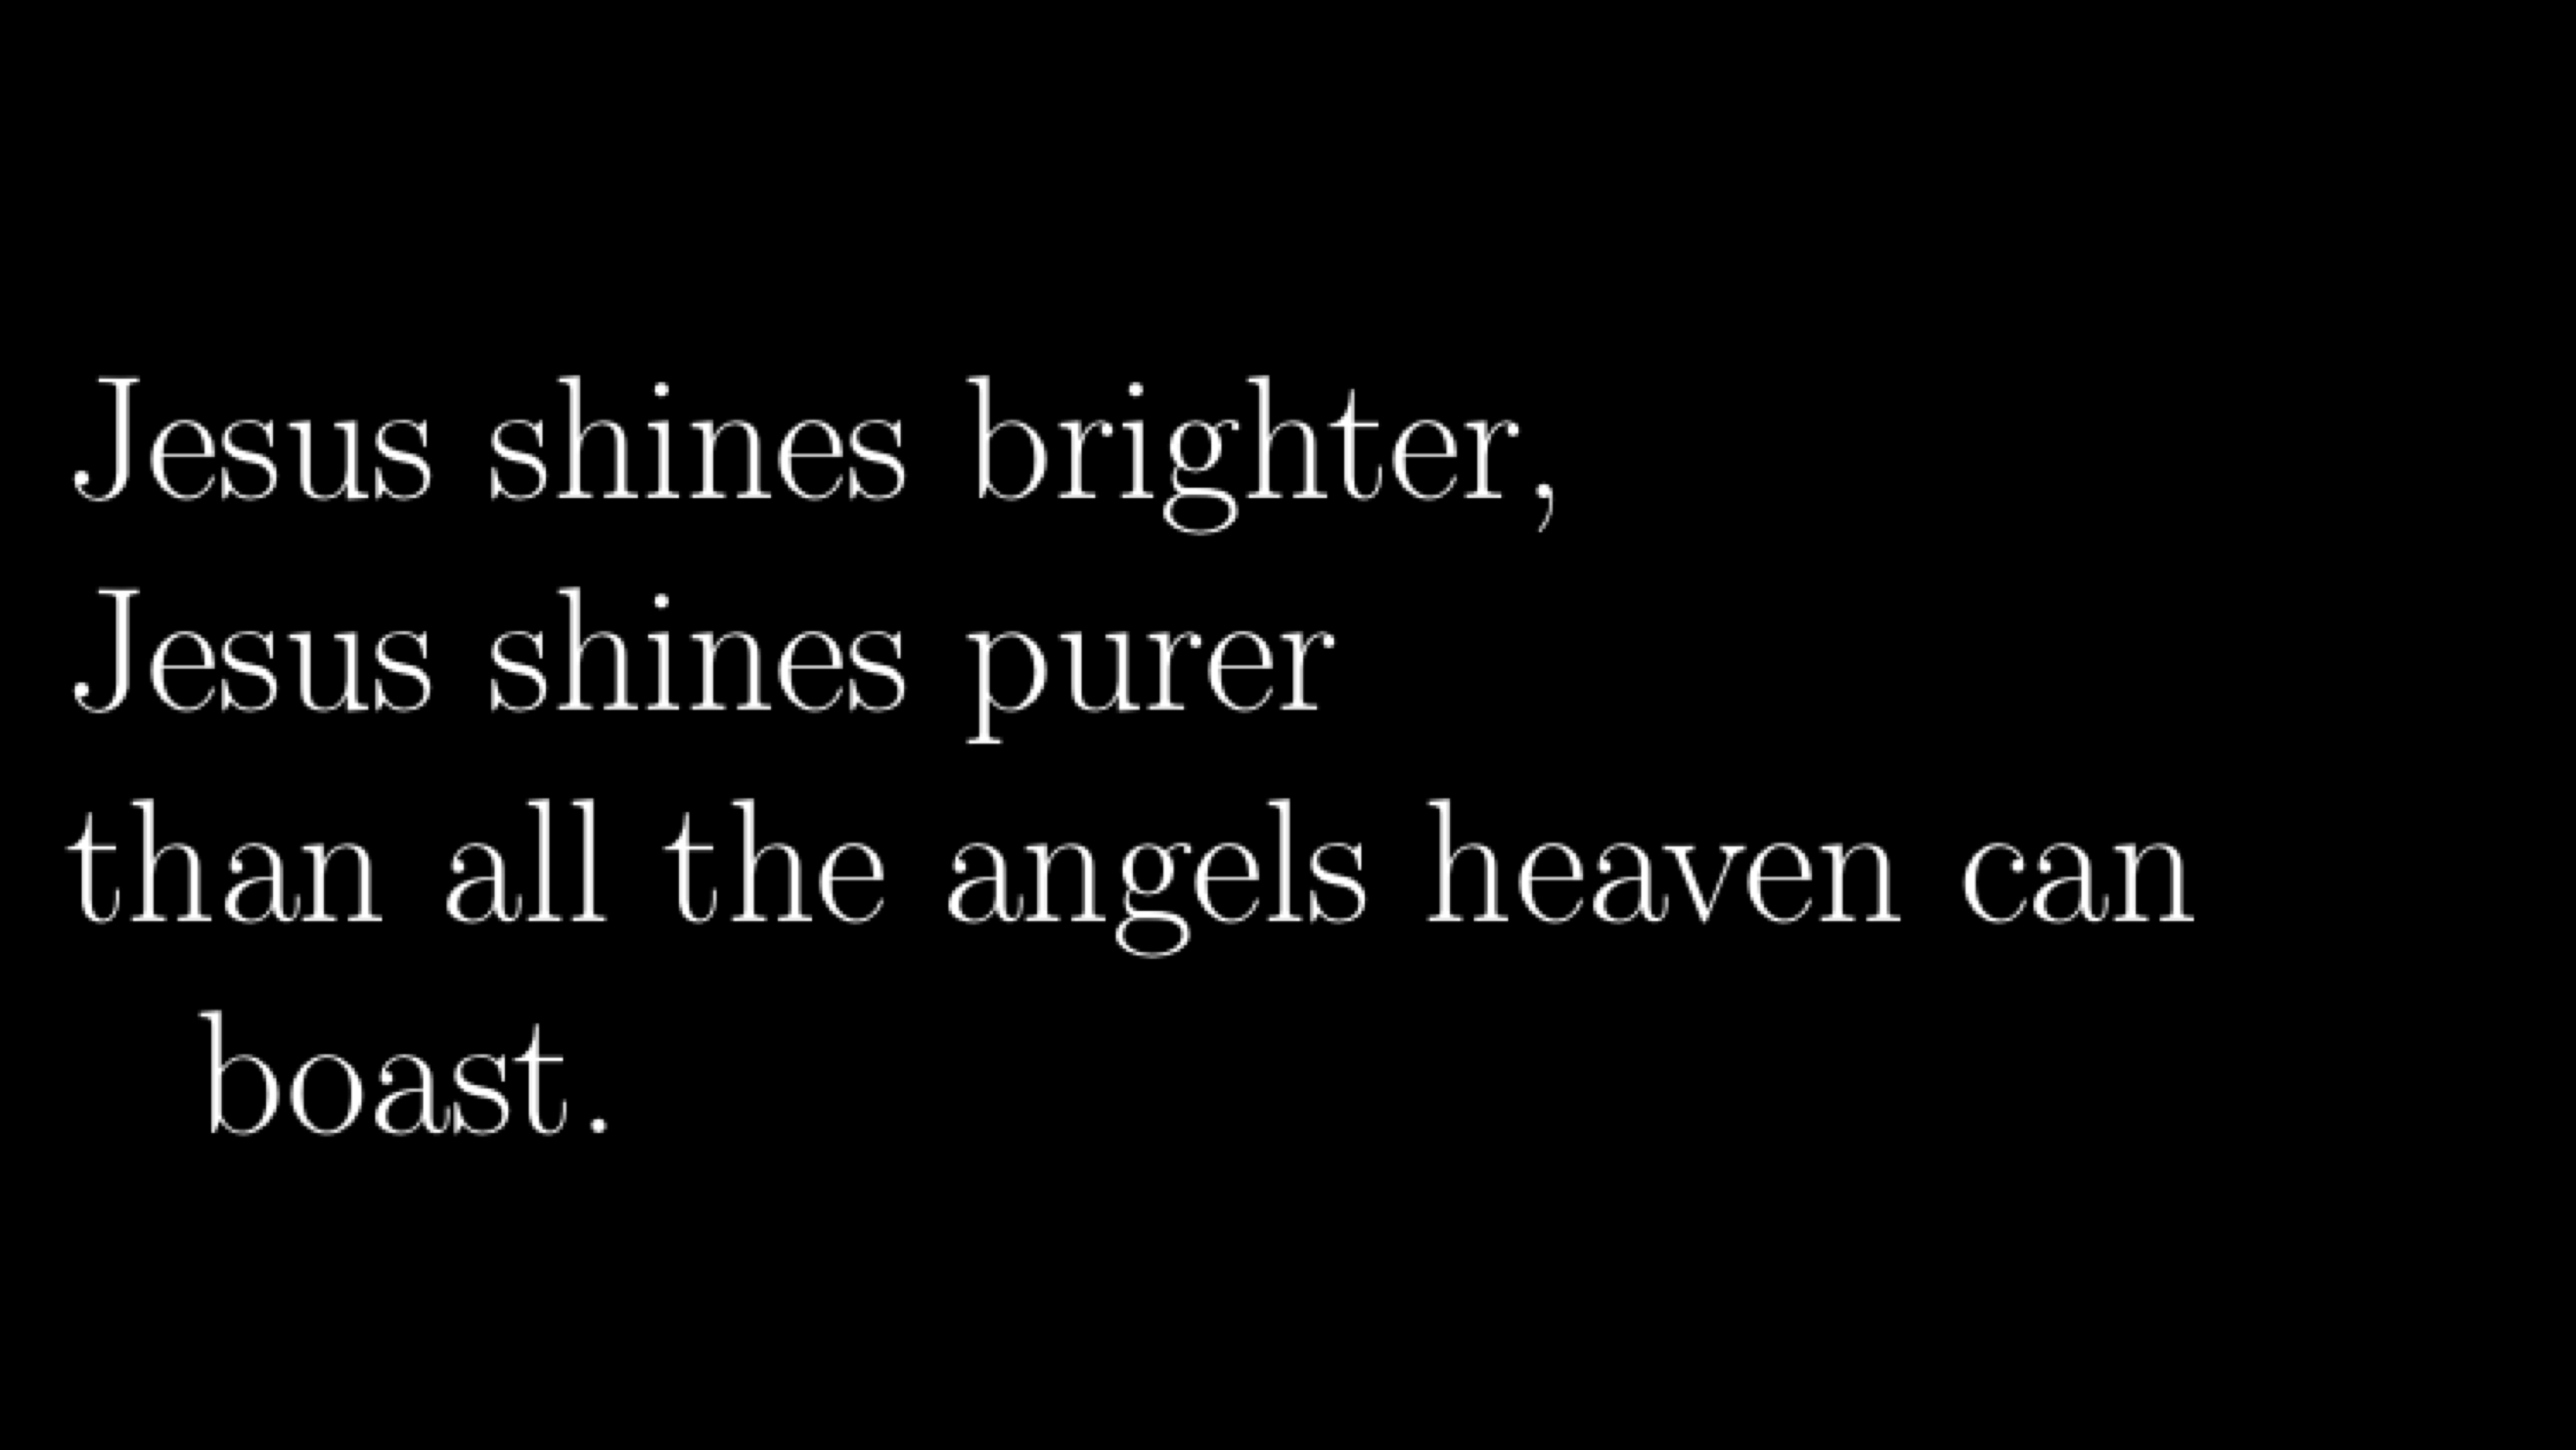 Jesus shines brighter,
Jesus shines purer
than all the angels heaven can
boast.